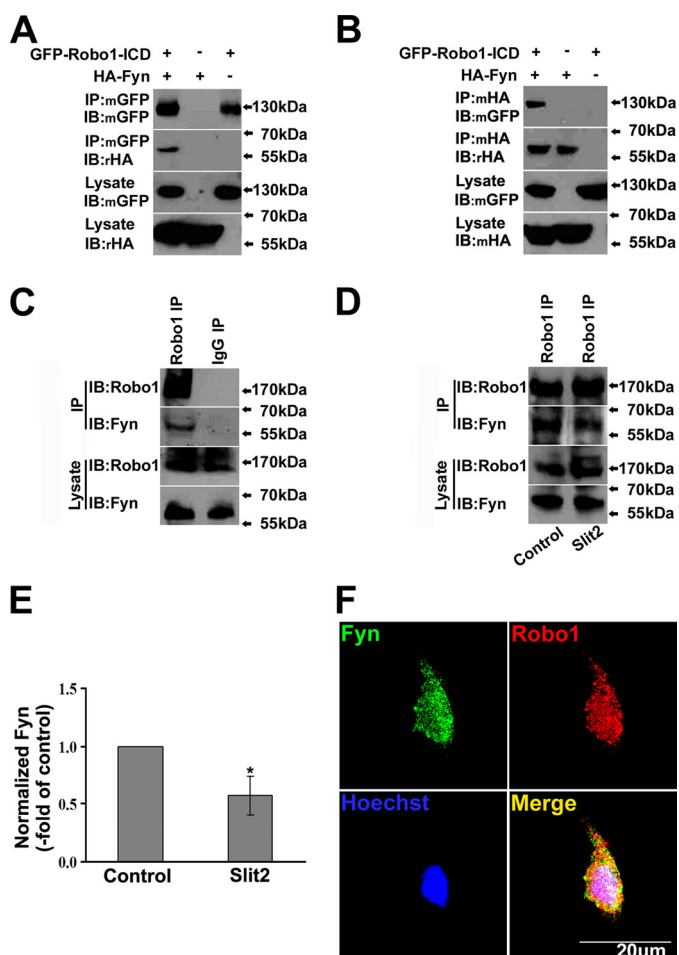 A
GFP-Robo1-ICD + - +
HA-Fyn + + -
IP:mGFP
IB:mGFP
130kDa
IP:mGFP
IB:rHA
70kDa
55kDa
Lysate
IB:mGFP
130kDa
Lysate
IB:rHA
70kDa
55kDa
B
GFP-Robo1-ICD + - +
HA-Fyn + + -
IP:mHA
IB:mGFP
130kDa
IP:mHA
IB:rHA
70kDa
55kDa
Lysate
IB:mGFP
130kDa
Lysate
IB:mHA
70kDa
55kDa
C
Robo1 IP
IgG IP
IP
IB:Robo1
170kDa
IB:Fyn
70kDa
55kDa
Lysate
IB:Robo1
170kDa
IB:Fyn
70kDa
55kDa
D
Robo1 IP
Robo1 IP
IP
IB:Robo1
170kDa
IB:Fyn
70kDa
55kDa
Lysate
IB:Robo1
170kDa
IB:Fyn
70kDa
55kDa
Control
Slit2
E
Normalized Fyn
(-fold of control)
1.5
1.0
0.5
0.0
*
Control
Slit2
F
Fyn
Robo1
Hoechst
Merge
20um